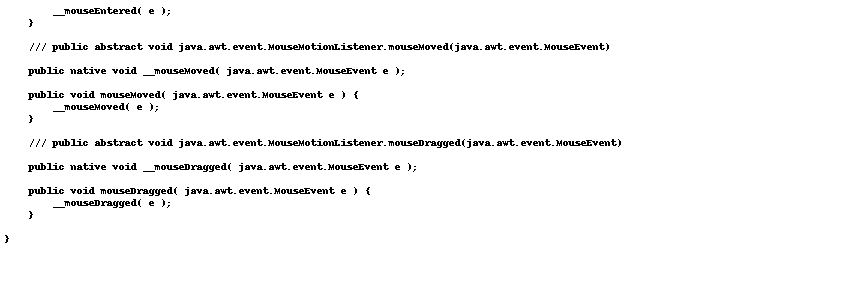 __mouseEntered( e );
    }
    /// public abstract void java.awt.event.MouseMotionListener.mouseMoved(java.awt.event.MouseEvent)
    public native void __mouseMoved( java.awt.event.MouseEvent e );
    public void mouseMoved( java.awt.event.MouseEvent e ) {
        __mouseMoved( e );
    }
    /// public abstract void java.awt.event.MouseMotionListener.mouseDragged(java.awt.event.MouseEvent)
    public native void __mouseDragged( java.awt.event.MouseEvent e );
    public void mouseDragged( java.awt.event.MouseEvent e ) {
        __mouseDragged( e );
    }
}